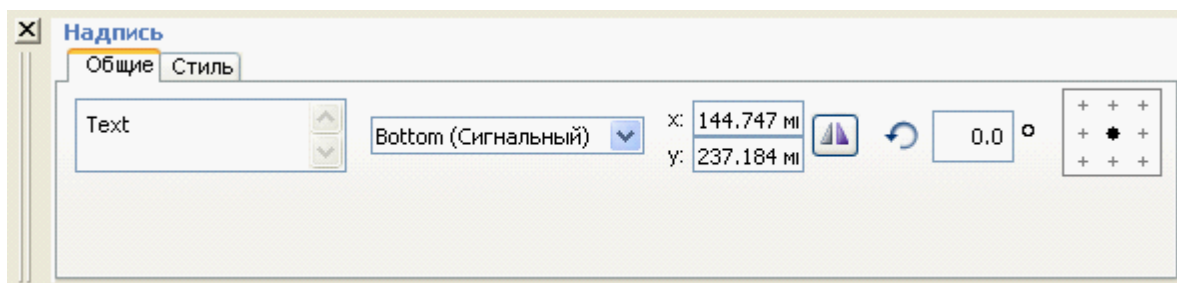 Надпись
Общие Стиль
Text
Bottom (Сигнальный)
x: 144.747 мı
y: 237.184 мı
0.0 °